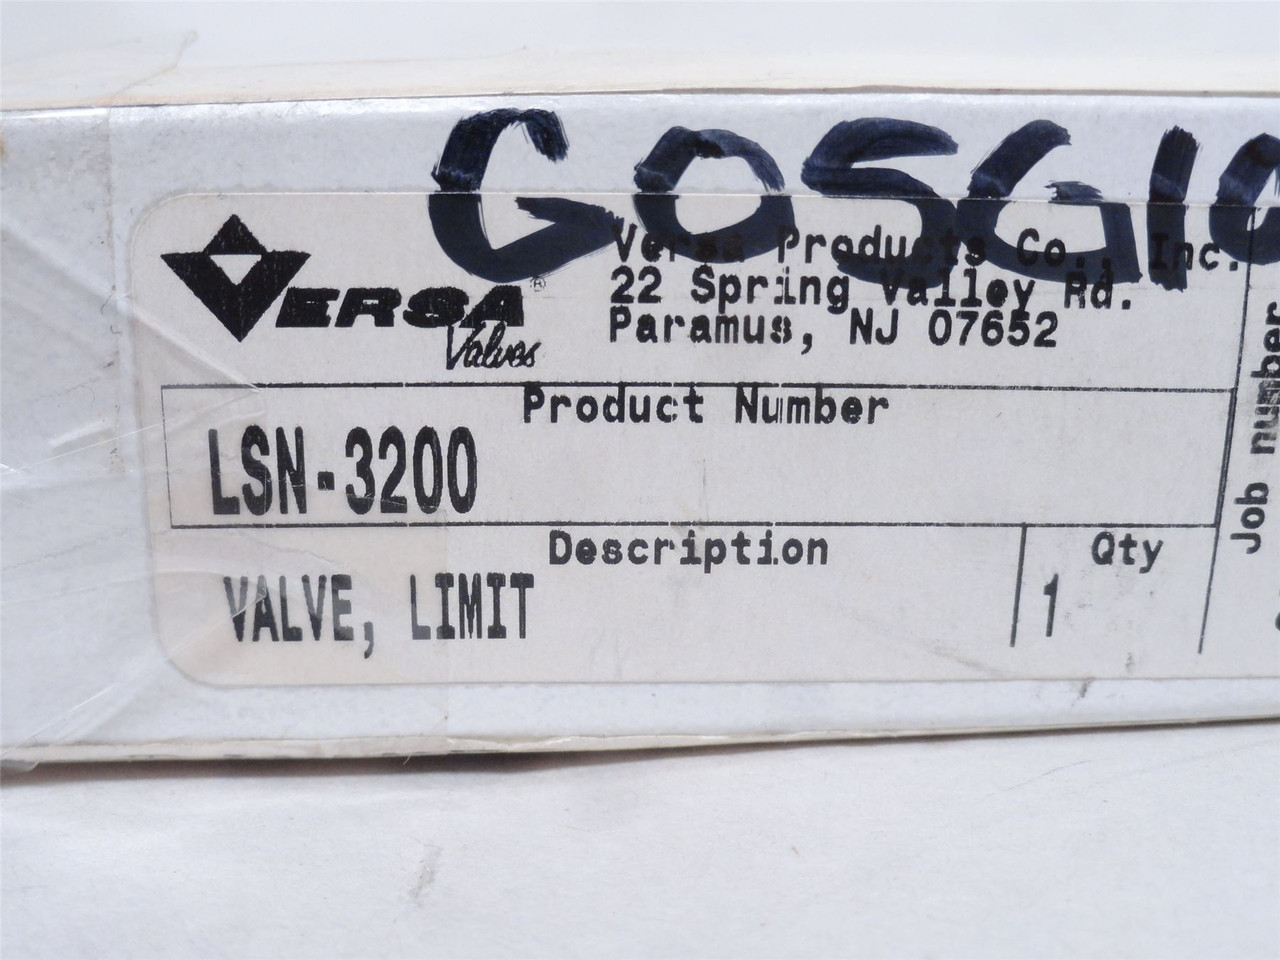 GOSG10
VERSA®
Valves
Versa Products Co., Inc.
22 Spring Valley Rd.
Paramus, NJ 07652
Product Number
LSN-3200
Description
VALVE, LIMIT
Qty
1
Job number